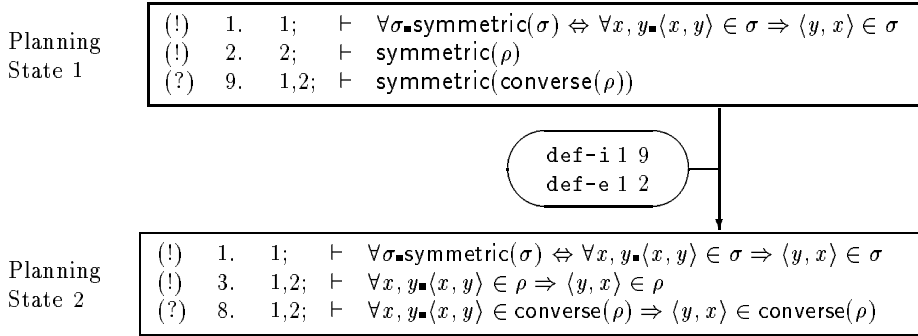 Planning State 1
(!) 1. 1; ⊢ ∀σ.symmetric(σ) ⇔ ∀x, y.⟨x, y⟩ ∈ σ ⇒ ⟨y, x⟩ ∈ σ
(!) 2. 2; ⊢ symmetric(ρ)
(?) 9. 1,2; ⊢ symmetric(converse(ρ))
def-i 1 9
def-e 1 2
Planning State 2
(!) 1. 1; ⊢ ∀σ.symmetric(σ) ⇔ ∀x, y.⟨x, y⟩ ∈ σ ⇒ ⟨y, x⟩ ∈ σ
(!) 3. 1,2; ⊢ ∀x, y.⟨x, y⟩ ∈ ρ ⇒ ⟨y, x⟩ ∈ ρ
(?) 8. 1,2; ⊢ ∀x, y.⟨x, y⟩ ∈ converse(ρ) ⇒ ⟨y, x⟩ ∈ converse(ρ)